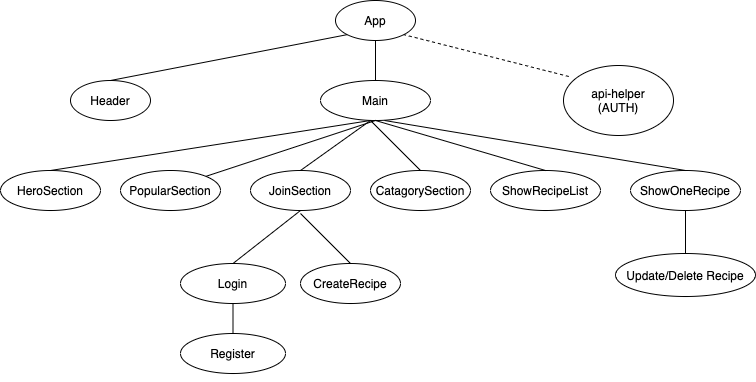 App
Header
Main
api-helper
(AUTH)
HeroSection
PopularSection
JoinSection
CatagorySection
ShowRecipeList
ShowOneRecipe
Login
CreateRecipe
Update/Delete Recipe
Register